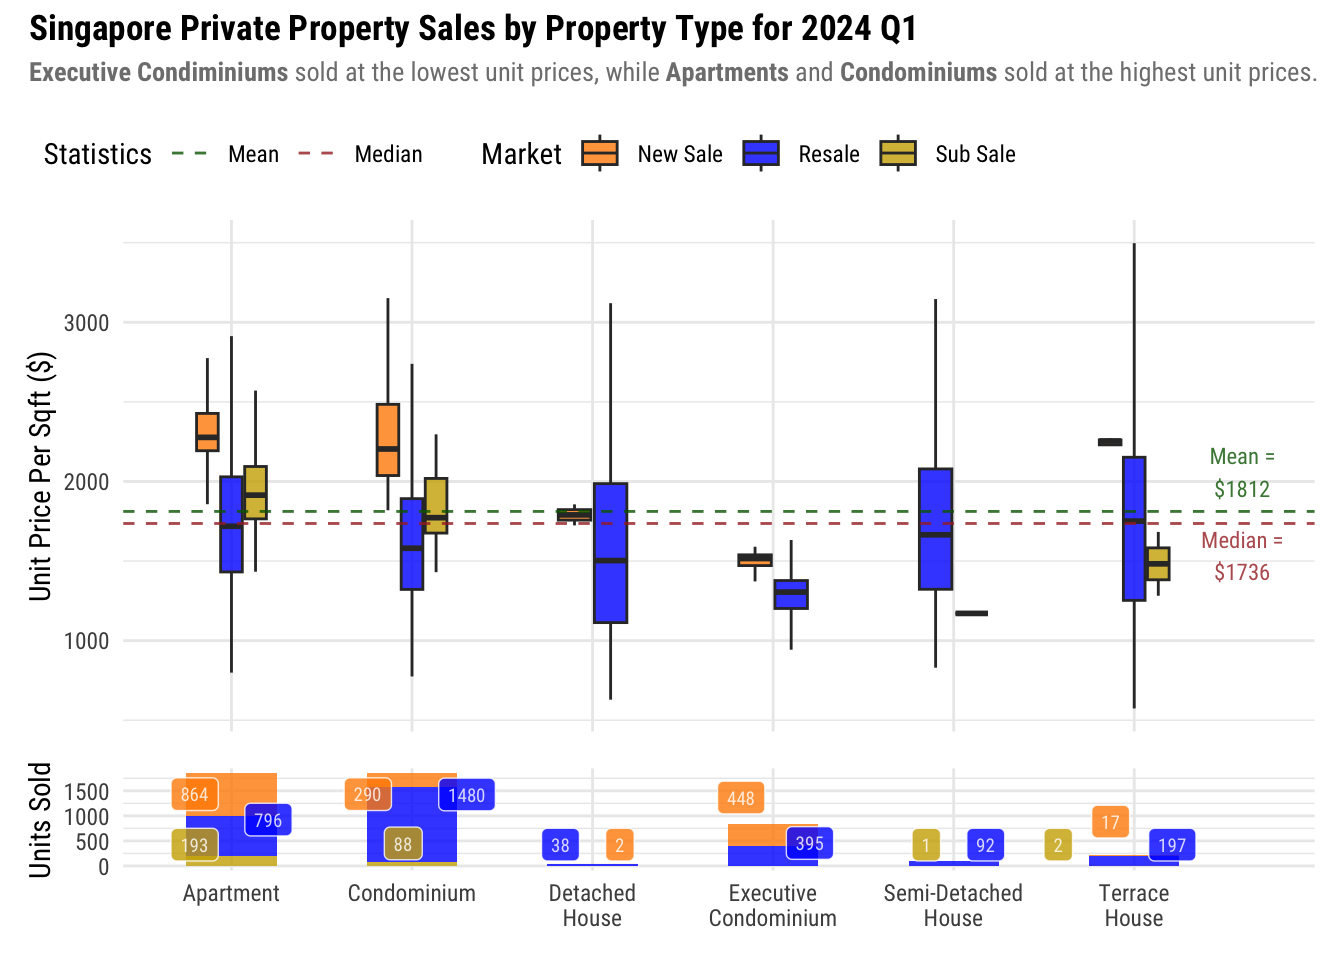 Singapore Private Property Sales by Property Type for 2024 Q1
Executive Condiminiums sold at the lowest unit prices, while Apartments and Condominiums sold at the highest unit prices.
Statistics Mean Median Market New Sale Resale Sub Sale
Unit Price Per Sqft ($)
3000
2000
1000
Mean =
$1812
Median =
$1736
Units Sold
1500
1000
500
0
864
796
193
290
1480
88
38
2
448
395
1
92
2
17
197
Apartment
Condominium
Detached
House
Executive
Condominium
Semi-Detached
House
Terrace
House